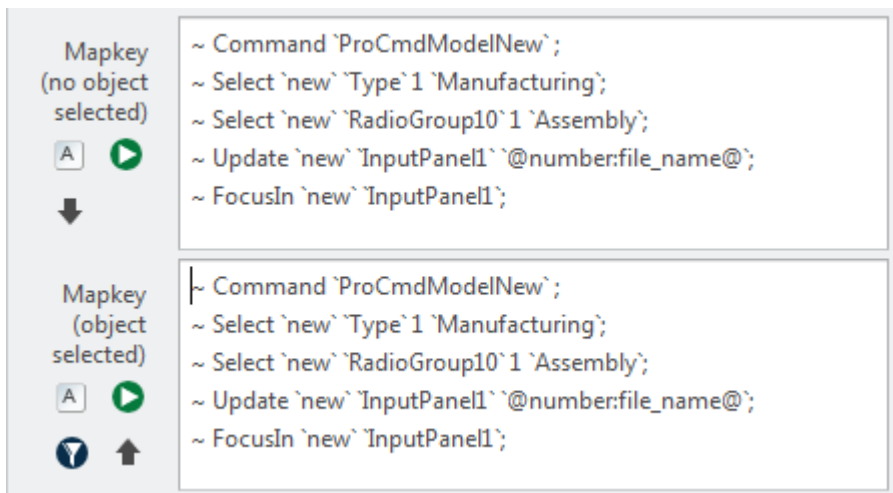 Mapkey
(no object
selected)
A
~ Command `ProCmdModelNew` ;
~ Select `new` `Type` 1 `Manufacturing`;
~ Select `new` `RadioGroup10` 1 `Assembly`;
~ Update `new` `InputPanel1` `@number:file_name@`;
~ FocusIn `new` `InputPanel1`;
Mapkey
(object
selected)
A
~ Command `ProCmdModelNew` ;
~ Select `new` `Type` 1 `Manufacturing`;
~ Select `new` `RadioGroup10` 1 `Assembly`;
~ Update `new` `InputPanel1` `@number:file_name@`;
~ FocusIn `new` `InputPanel1`;